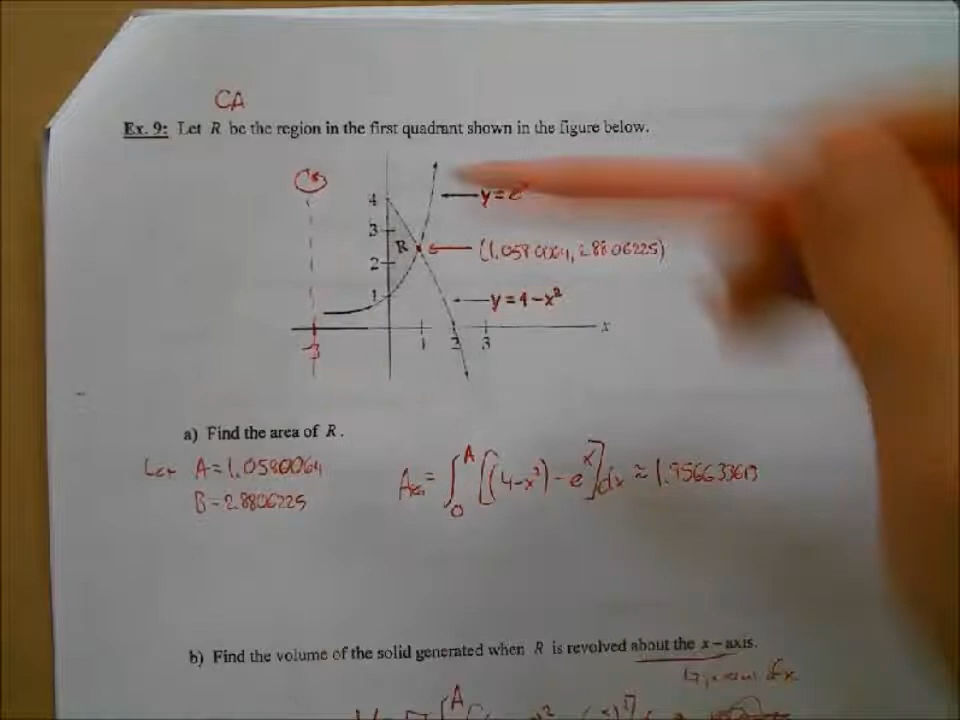 CA
Ex. 9: Let R be the region in the first quadrant shown in the figure below.
4
y = e
3
R
(1.0580064, 2.8806225)
2
1
y = 4 - x²
x
-3
1 2 3
a) Find the area of R.
Let A = 1.0580064
B = 2.8806225
= ∫₀ᴬ [(4-x²) - eˣ] dx ≈ 1.95663619
b) Find the volume of the solid generated when R is revolved about the x-axis.
dx
A